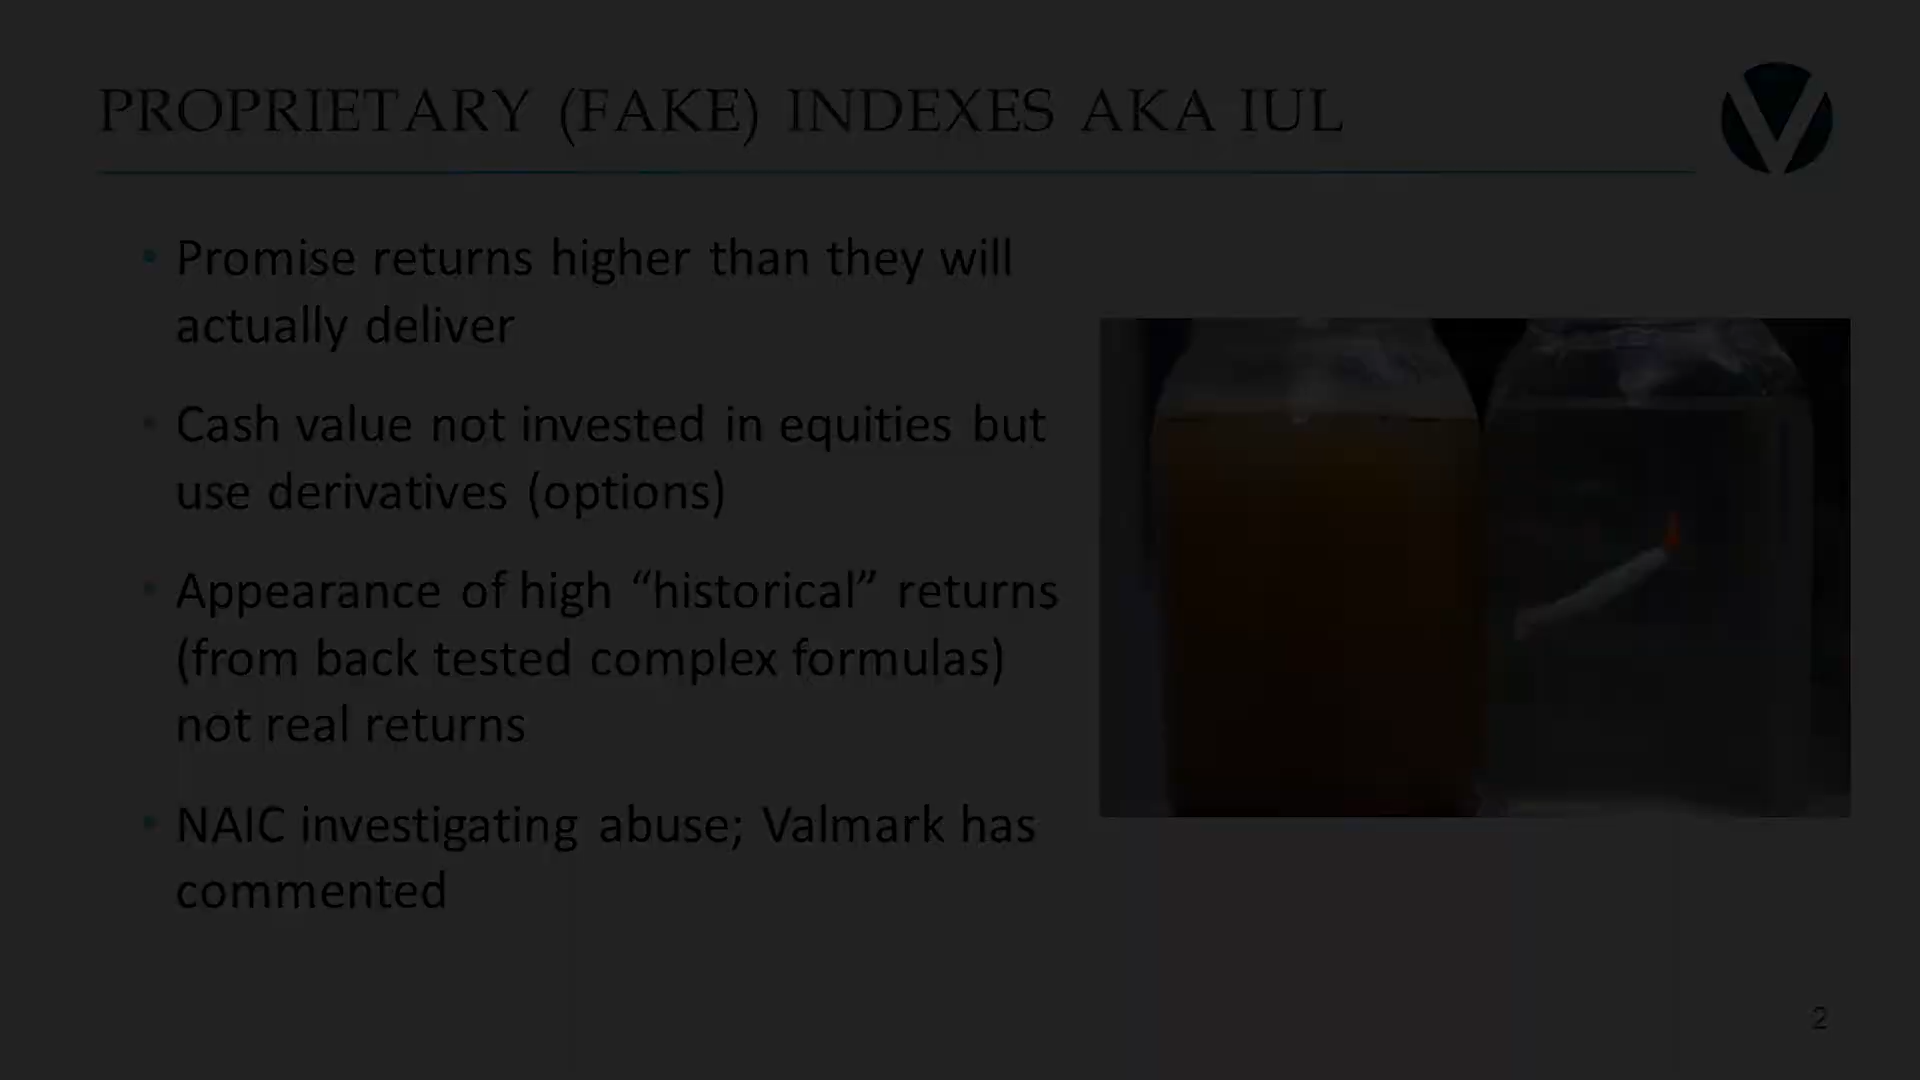 PROPRIETARY (FAKE) INDEXES AKA IUL
• Promise returns higher than they will
actually deliver
• Cash value not invested in equities but
use derivatives (options)
• Appearance of high “historical” returns
(from back tested complex formulas)
not real returns
• NAIC investigating abuse; Valmark has
commented
2